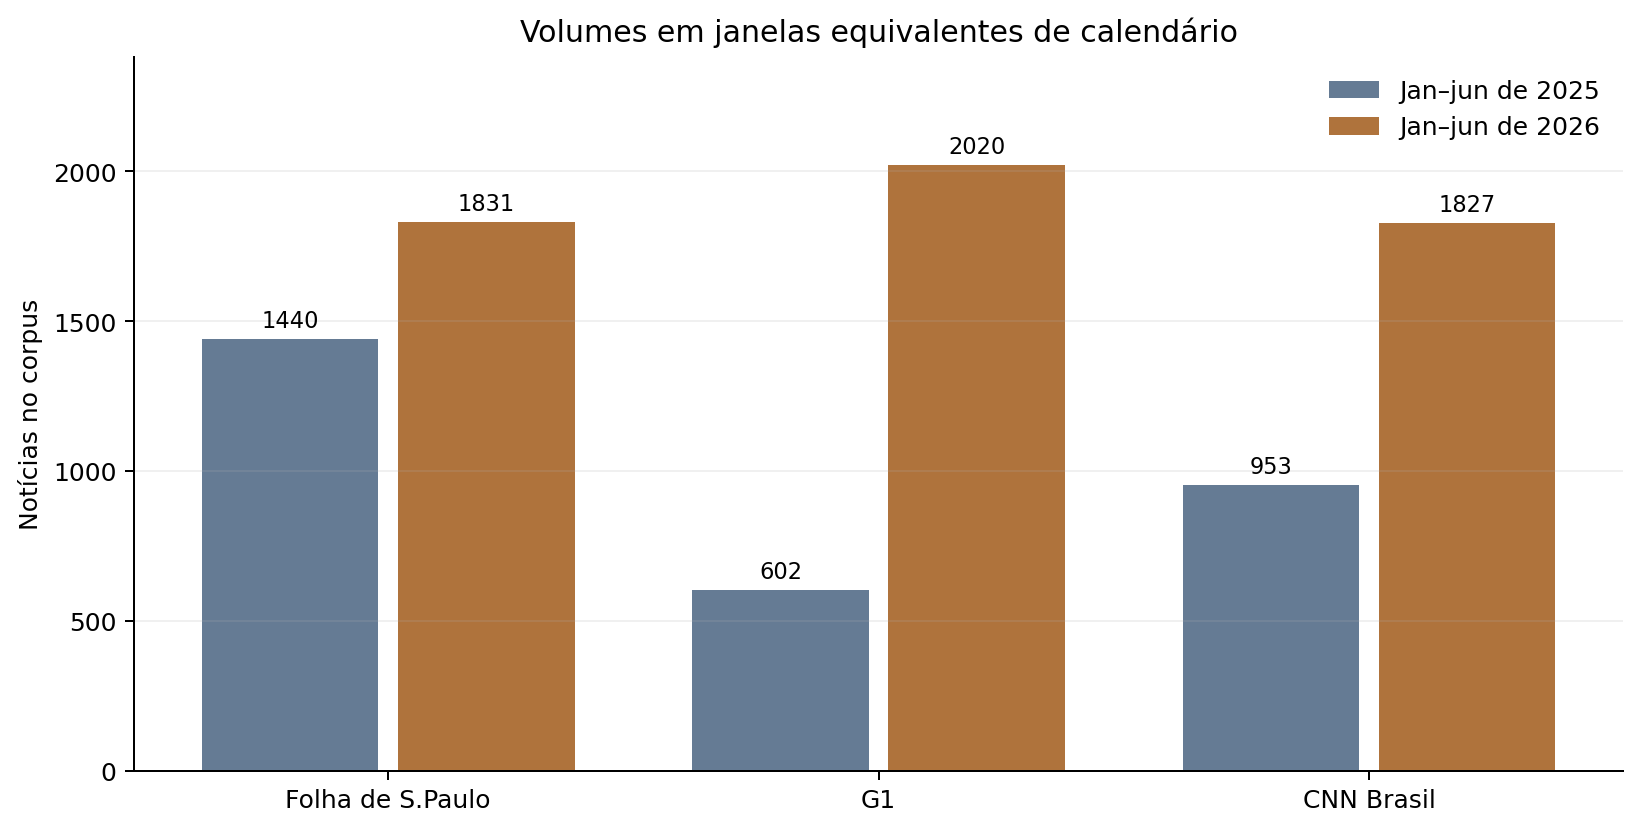 Volumes em janelas equivalentes de calendário
Jan–jun de 2025
Jan–jun de 2026
Notícias no corpus
2000
1500
1000
500
0
1440
1831
602
2020
953
1827
Folha de S.Paulo
G1
CNN Brasil